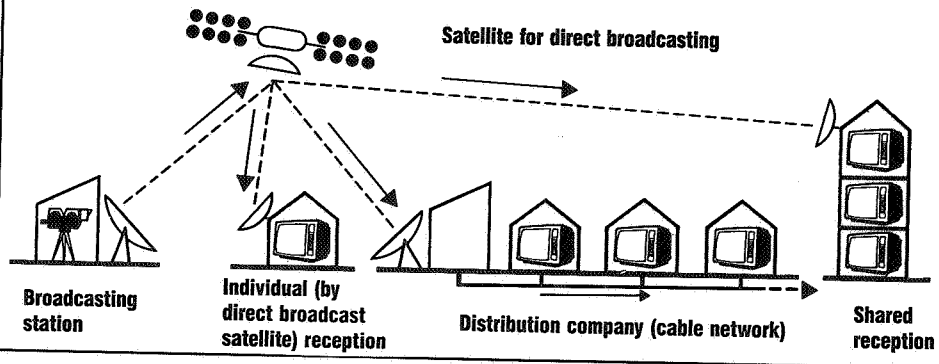 Satellite for direct broadcasting
Broadcasting
station
Individual (by
direct broadcast
satellite) reception
Distribution company (cable network)
Shared
reception